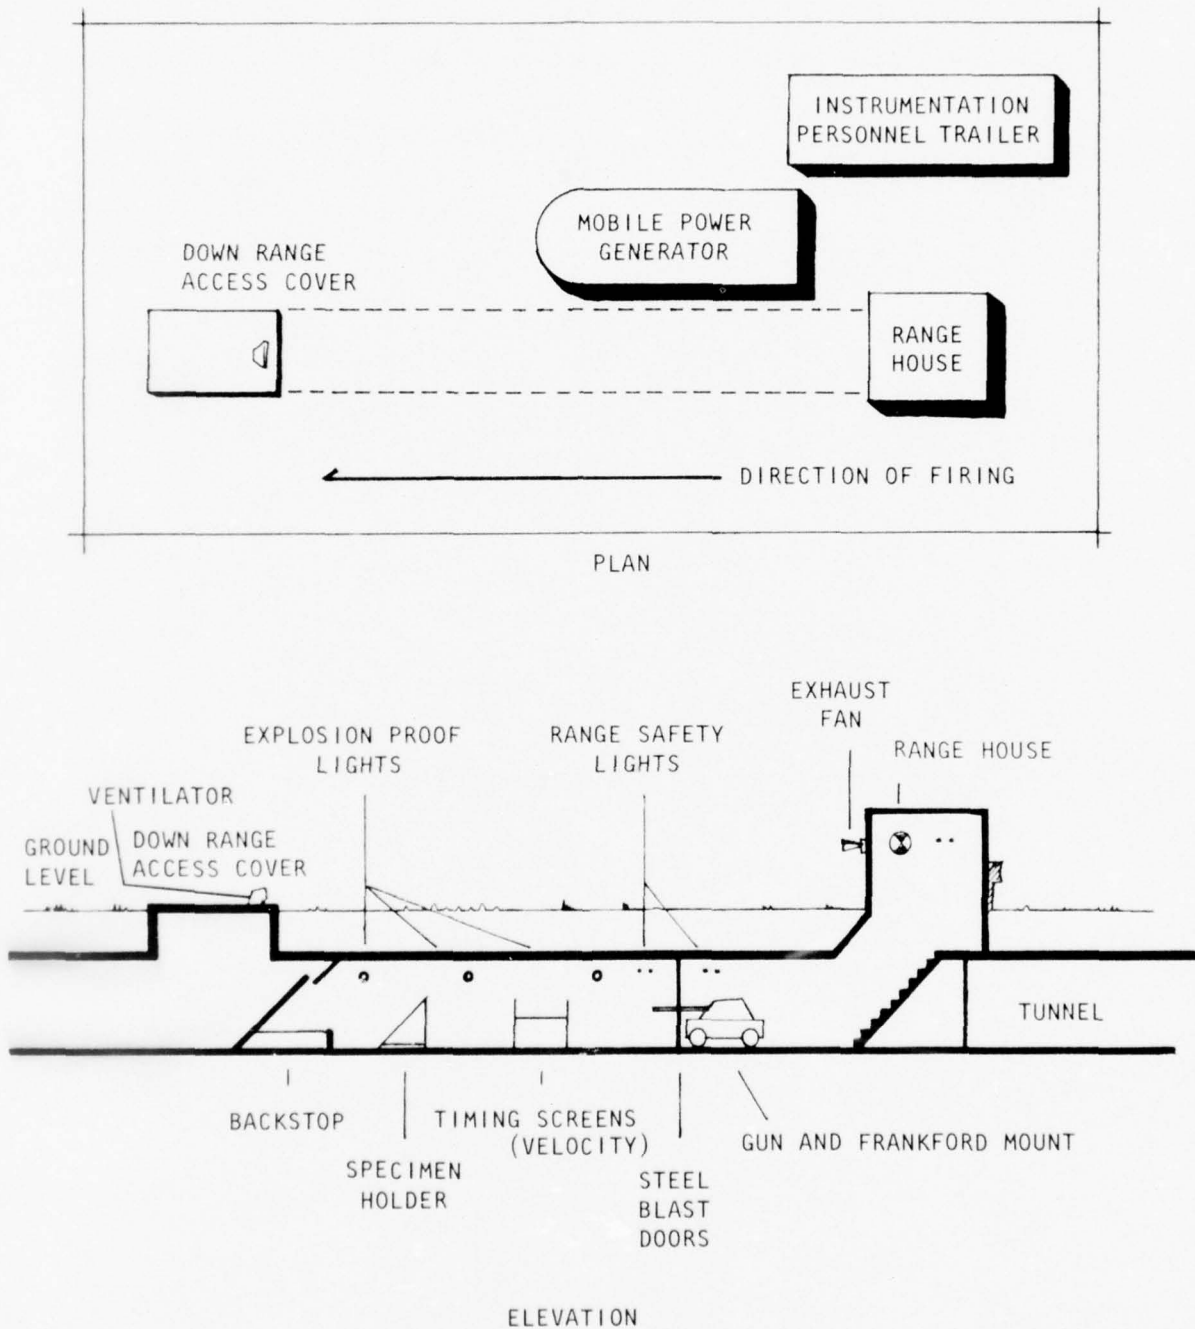 INSTRUMENTATION
PERSONNEL TRAILER
MOBILE POWER
GENERATOR
DOWN RANGE
ACCESS COVER
RANGE
HOUSE
DIRECTION OF FIRING
PLAN
EXHAUST
FAN
EXPLOSION PROOF
LIGHTS
RANGE SAFETY
LIGHTS
RANGE HOUSE
VENTILATOR
GROUND
LEVEL
DOWN RANGE
ACCESS COVER
TUNNEL
BACKSTOP
TIMING SCREENS
(VELOCITY)
GUN AND FRANKFORD MOUNT
SPECIMEN
HOLDER
STEEL
BLAST
DOORS
ELEVATION